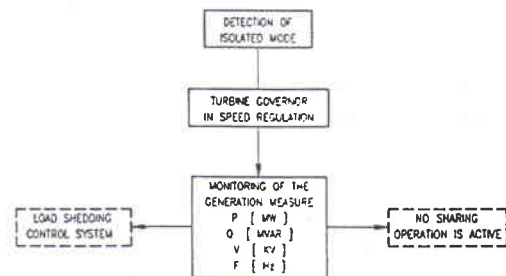 DETECTION OF
ISOLATED MODE
TURBINE GOVERNOR
IN SPEED REGULATION
MONITORING OF THE
GENERATION MEASURE
P [ MW ]
Q [ MVAR ]
V [ KV ]
F [ Hz ]
LOAD SHEDDING
CONTROL SYSTEM
NO SHARING
OPERATION IS ACTIVE